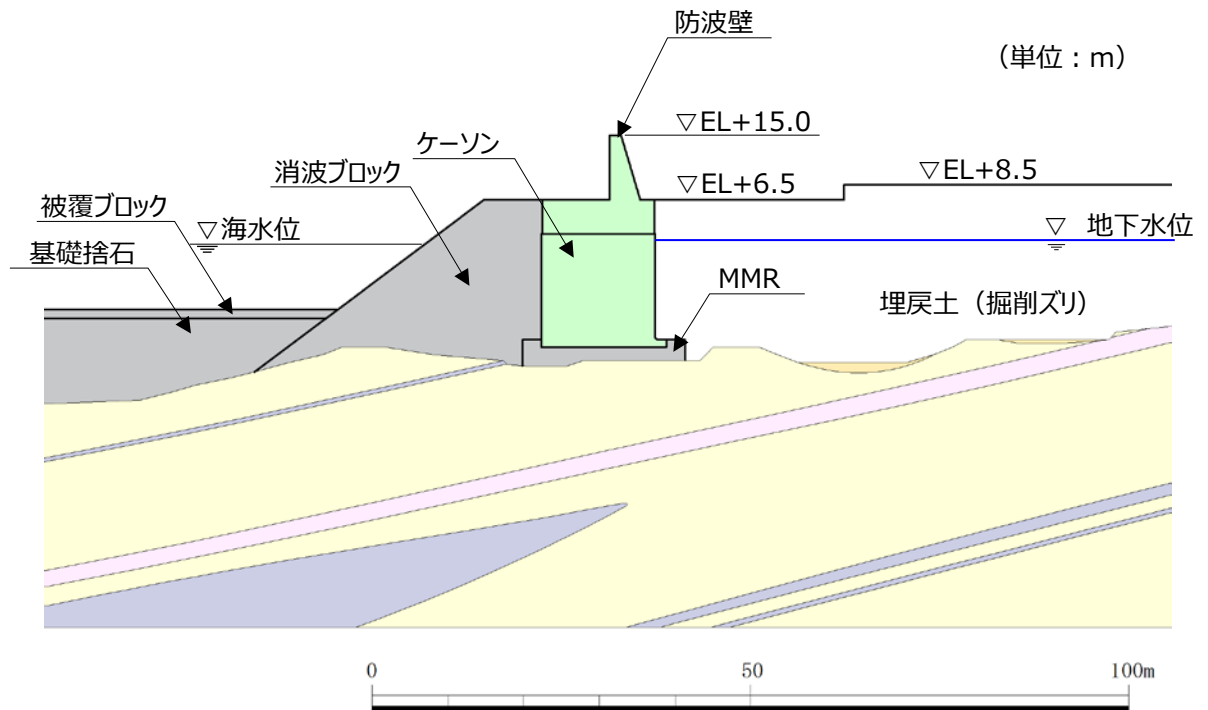 防波壁
（単位：m）
▽EL+15.0
ケーソン
消波ブロック
▽EL+8.5
▽EL+6.5
被覆ブロック
▽海水位
▽ 地下水位
基礎捨石
MMR
埋戻土（掘削ズリ）
0 50 100m